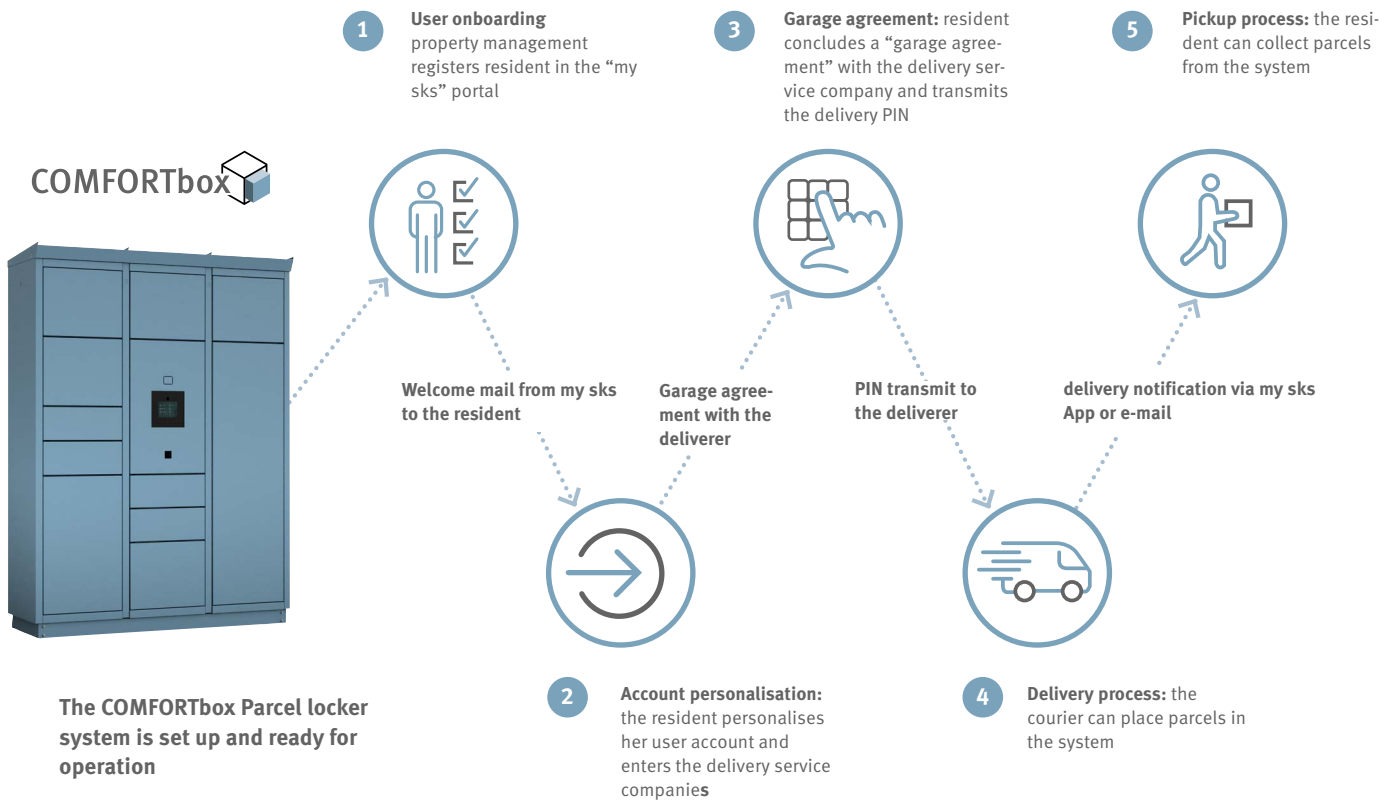 COMFORTbox
The COMFORTbox Parcel locker
system is set up and ready for
operation
1
User onboarding
property management
registers resident in the “my
sks” portal
Welcome mail from my sks
to the resident
2
Account personalisation:
the resident personalises
her user account and
enters the delivery service
companies
Garage agree-
ment with the
deliverer
3
Garage agreement: resident
concludes a “garage agree-
ment” with the delivery ser-
vice company and transmits
the delivery PIN
PIN transmit to
the deliverer
4
Delivery process: the
courier can place parcels in
the system
delivery notification via my sks
App or e-mail
5
Pickup process: the resi-
dent can collect parcels
from the system